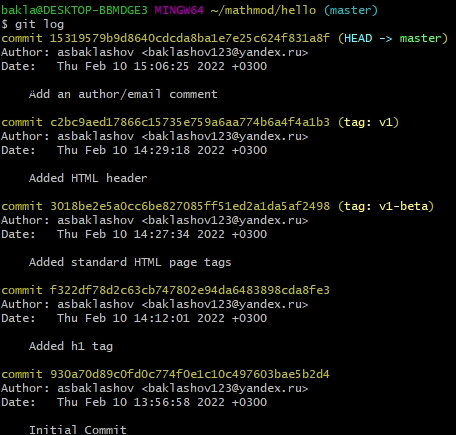 bakla@DESKTOP-BBMDGE3 MINGW64 ~/mathmod/hello (master)
$ git log
commit 15319579b9d8640cdcda8ba1e7e25c624f831a8f (HEAD -> master)
Author: asbaklashov <baklashov123@yandex.ru>
Date:   Thu Feb 10 15:06:25 2022 +0300
Add an author/email comment
commit c2bc9aed17866c15735e759a6aa774b6a4f4a1b3 (tag: v1)
Author: asbaklashov <baklashov123@yandex.ru>
Date:   Thu Feb 10 14:29:18 2022 +0300
Added HTML header
commit 3018be2e5a0cc6be827085ff51ed2a1da5af2498 (tag: v1-beta)
Author: asbaklashov <baklashov123@yandex.ru>
Date:   Thu Feb 10 14:27:34 2022 +0300
Added standard HTML page tags
commit f322df78d2c63cb747802e94da6483898cda8fe3
Author: asbaklashov <baklashov123@yandex.ru>
Date:   Thu Feb 10 14:12:01 2022 +0300
Added h1 tag
commit 930a70d89c0fd0c774f0e1c10c497603bae5b2d4
Author: asbaklashov <baklashov123@yandex.ru>
Date:   Thu Feb 10 13:56:58 2022 +0300
Initial Commit